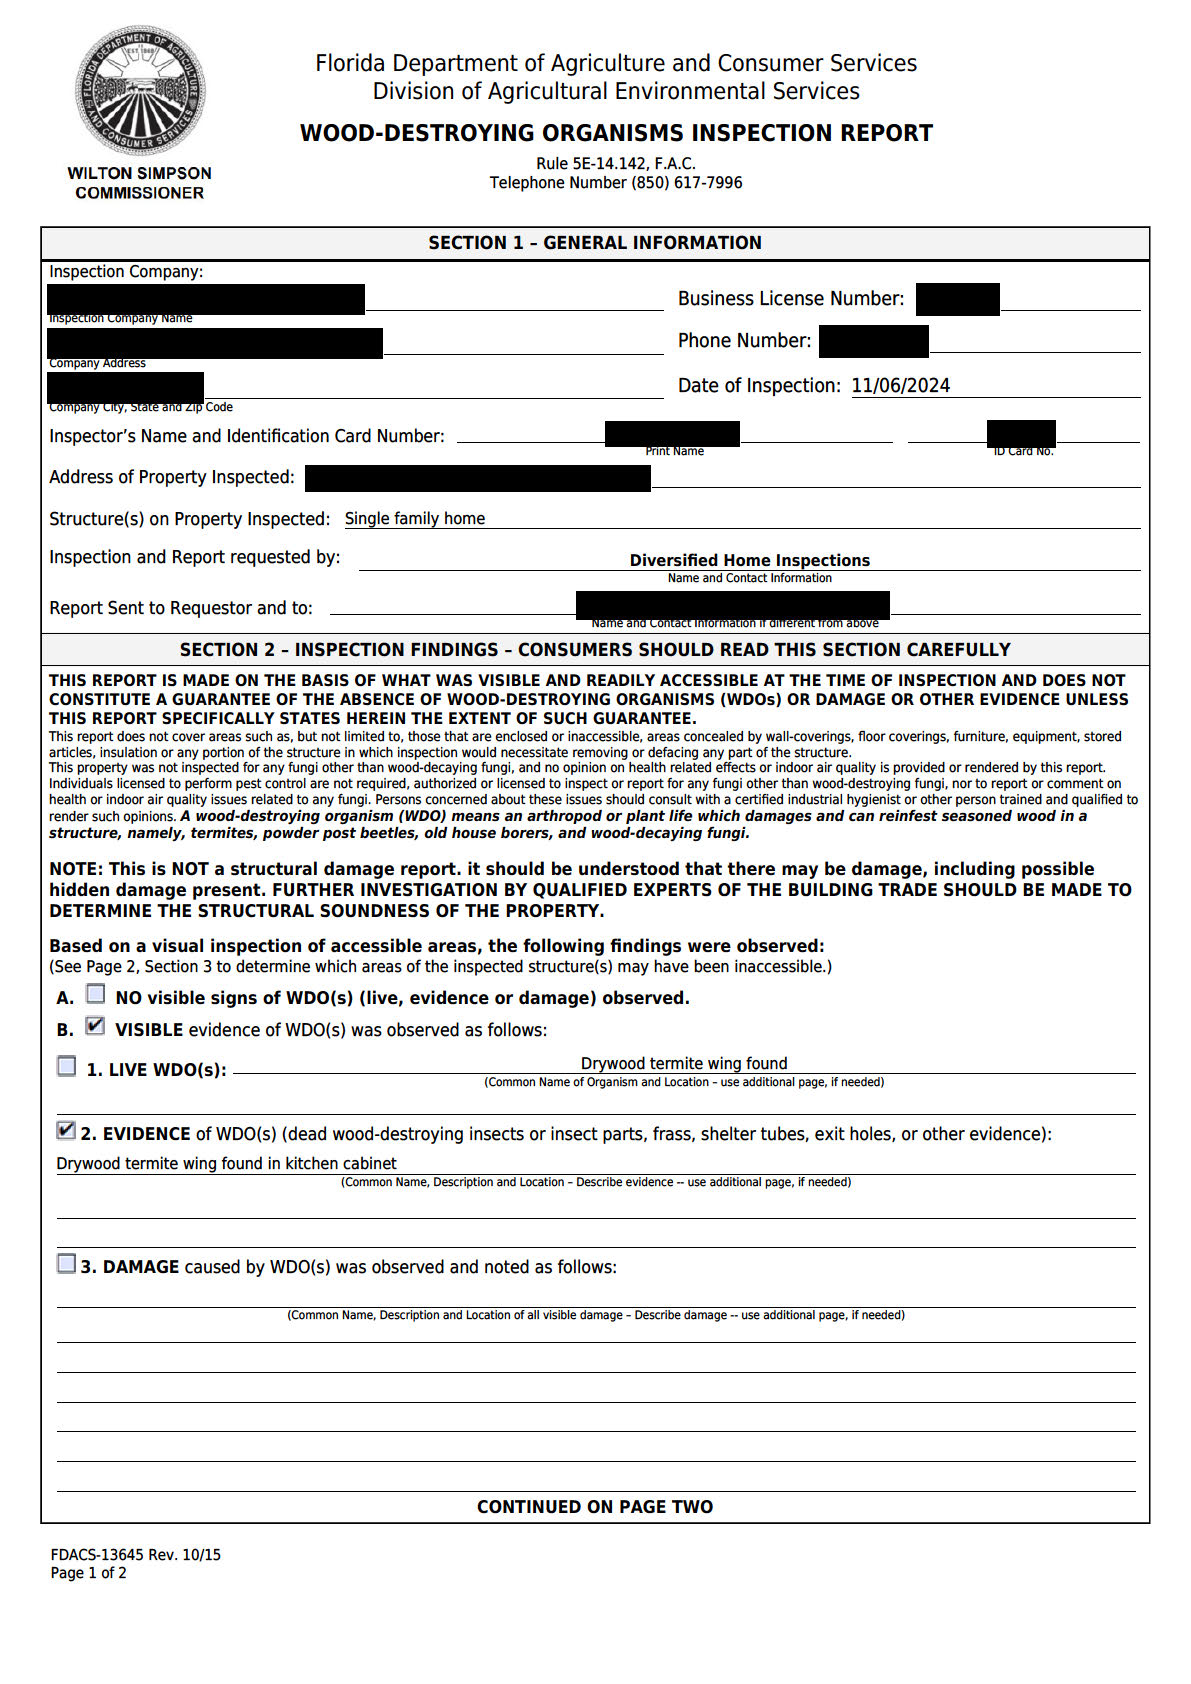 FLORIDA DEPARTMENT OF AGRICULTURE
AND CONSUMER SERVICES
EST. 1868
WILTON SIMPSON
COMMISSIONER
Florida Department of Agriculture and Consumer Services
Division of Agricultural Environmental Services
WOOD-DESTROYING ORGANISMS INSPECTION REPORT
Rule 5E-14.142, F.A.C.
Telephone Number (850) 617-7996
SECTION 1 – GENERAL INFORMATION
Inspection Company:
Inspection Company Name
Business License Number:
Company Address
Phone Number:
Company City, State and Zip Code
Date of Inspection: 11/06/2024
Inspector's Name and Identification Card Number:
Print Name
ID Card No.
Address of Property Inspected:
Structure(s) on Property Inspected: Single family home
Inspection and Report requested by: Diversified Home Inspections
Name and Contact Information
Report Sent to Requestor and to:
Name and Contact Information if different from above
SECTION 2 – INSPECTION FINDINGS – CONSUMERS SHOULD READ THIS SECTION CAREFULLY
THIS REPORT IS MADE ON THE BASIS OF WHAT WAS VISIBLE AND READILY ACCESSIBLE AT THE TIME OF INSPECTION AND DOES NOT
CONSTITUTE A GUARANTEE OF THE ABSENCE OF WOOD-DESTROYING ORGANISMS (WDOs) OR DAMAGE OR OTHER EVIDENCE UNLESS
THIS REPORT SPECIFICALLY STATES HEREIN THE EXTENT OF SUCH GUARANTEE.
This report does not cover areas such as, but not limited to, those that are enclosed or inaccessible, areas concealed by wall-coverings, floor coverings, furniture, equipment, stored
articles, insulation or any portion of the structure in which inspection would necessitate removing or defacing any part of the structure.
This property was not inspected for any fungi other than wood-decaying fungi, and no opinion on health related effects or indoor air quality is provided or rendered by this report.
Individuals licensed to perform pest control are not required, authorized or licensed to inspect or report for any fungi other than wood-destroying fungi, nor to report or comment on
health or indoor air quality issues related to any fungi. Persons concerned about these issues should consult with a certified industrial hygienist or other person trained and qualified to
render such opinions. A wood-destroying organism (WDO) means an arthropod or plant life which damages and can reinfest seasoned wood in a
structure, namely, termites, powder post beetles, old house borers, and wood-decaying fungi.
NOTE: This is NOT a structural damage report. it should be understood that there may be damage, including possible
hidden damage present. FURTHER INVESTIGATION BY QUALIFIED EXPERTS OF THE BUILDING TRADE SHOULD BE MADE TO
DETERMINE THE STRUCTURAL SOUNDNESS OF THE PROPERTY.
Based on a visual inspection of accessible areas, the following findings were observed:
(See Page 2, Section 3 to determine which areas of the inspected structure(s) may have been inaccessible.)
A. NO visible signs of WDO(s) (live, evidence or damage) observed.
B. ✔ VISIBLE evidence of WDO(s) was observed as follows:
1. LIVE WDO(s): Drywood termite wing found
(Common Name of Organism and Location – use additional page, if needed)
✔ 2. EVIDENCE of WDO(s) (dead wood-destroying insects or insect parts, frass, shelter tubes, exit holes, or other evidence):
Drywood termite wing found in kitchen cabinet
(Common Name, Description and Location – Describe evidence -- use additional page, if needed)
3. DAMAGE caused by WDO(s) was observed and noted as follows:
(Common Name, Description and Location of all visible damage – Describe damage -- use additional page, if needed)
CONTINUED ON PAGE TWO
FDACS-13645 Rev. 10/15
Page 1 of 2